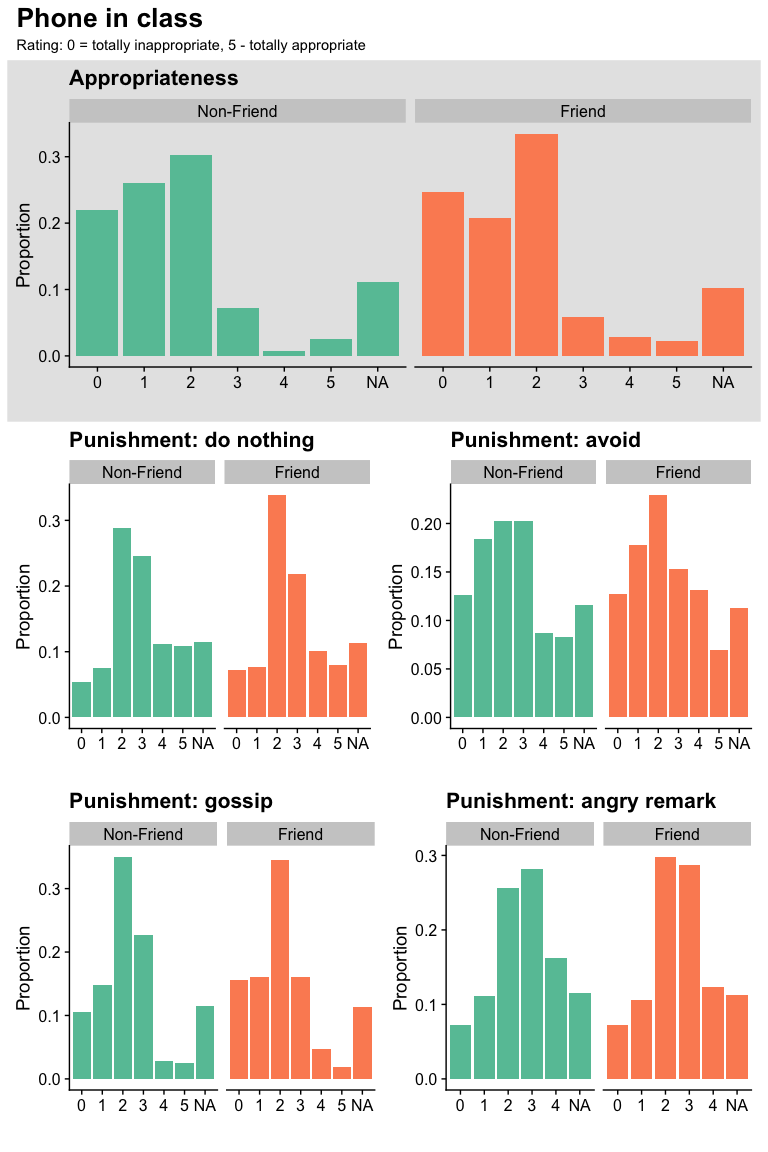 Phone in class
Rating: 0 = totally inappropriate, 5 - totally appropriate
Appropriateness
Non-Friend Friend
Proportion
0.3
0.2
0.1
0.0
0 1 2 3 4 5 NA 0 1 2 3 4 5 NA
Punishment: do nothing
Non-Friend Friend
Proportion
0.3
0.2
0.1
0.0
0 1 2 3 4 5 NA 0 1 2 3 4 5 NA
Punishment: avoid
Non-Friend Friend
Proportion
0.20
0.15
0.10
0.05
0.00
0 1 2 3 4 5 NA 0 1 2 3 4 5 NA
Punishment: gossip
Non-Friend Friend
Proportion
0.3
0.2
0.1
0.0
0 1 2 3 4 5 NA 0 1 2 3 4 5 NA
Punishment: angry remark
Non-Friend Friend
Proportion
0.3
0.2
0.1
0.0
0 1 2 3 4 NA 0 1 2 3 4 NA